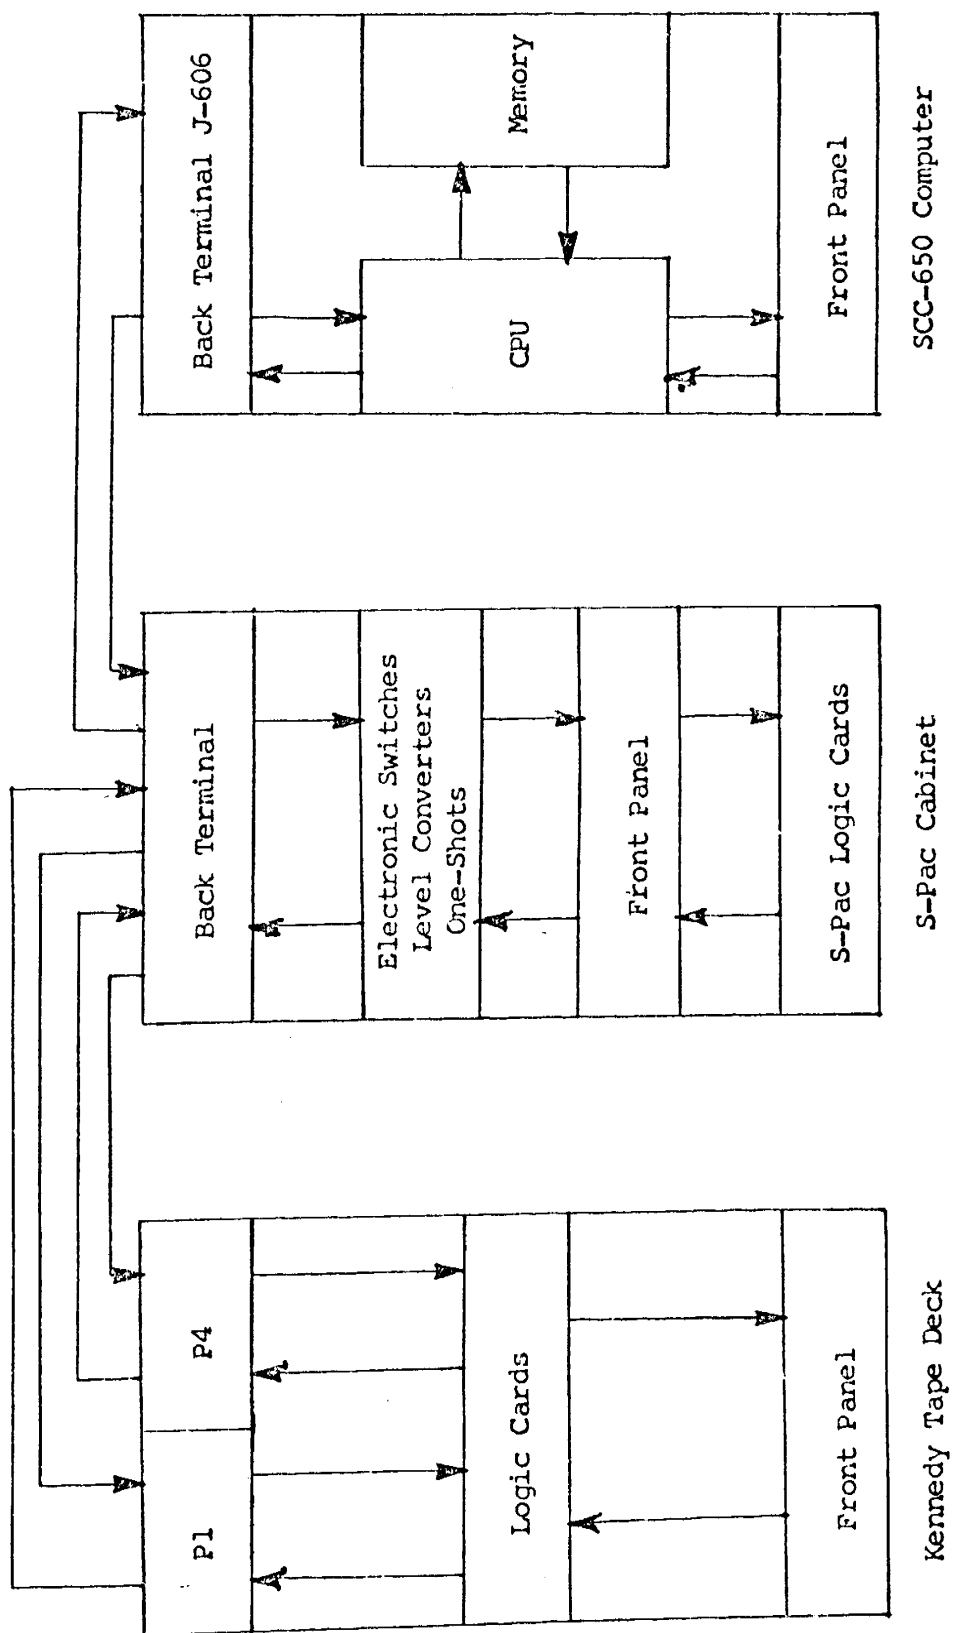 P1
P4
Logic Cards
Front Panel
Kennedy Tape Deck
Back Terminal
Electronic Switches
Level Converters
One-Shots
Front Panel
S-Pac Logic Cards
S-Pac Cabinet
Back Terminal J-606
CPU
Memory
Front Panel
SCC-650 Computer